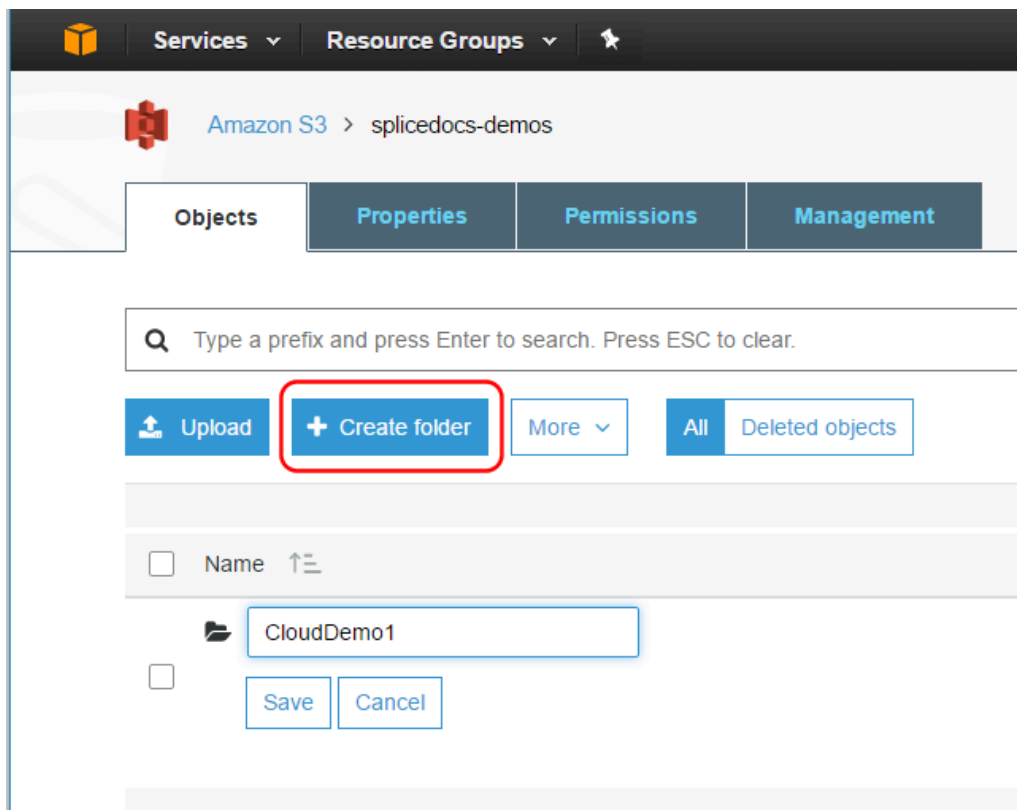 Services Resource Groups
Amazon S3 > splicedocs-demos
Objects Properties Permissions Management
Type a prefix and press Enter to search. Press ESC to clear.
Upload + Create folder More All Deleted objects
Name
CloudDemo1
Save Cancel